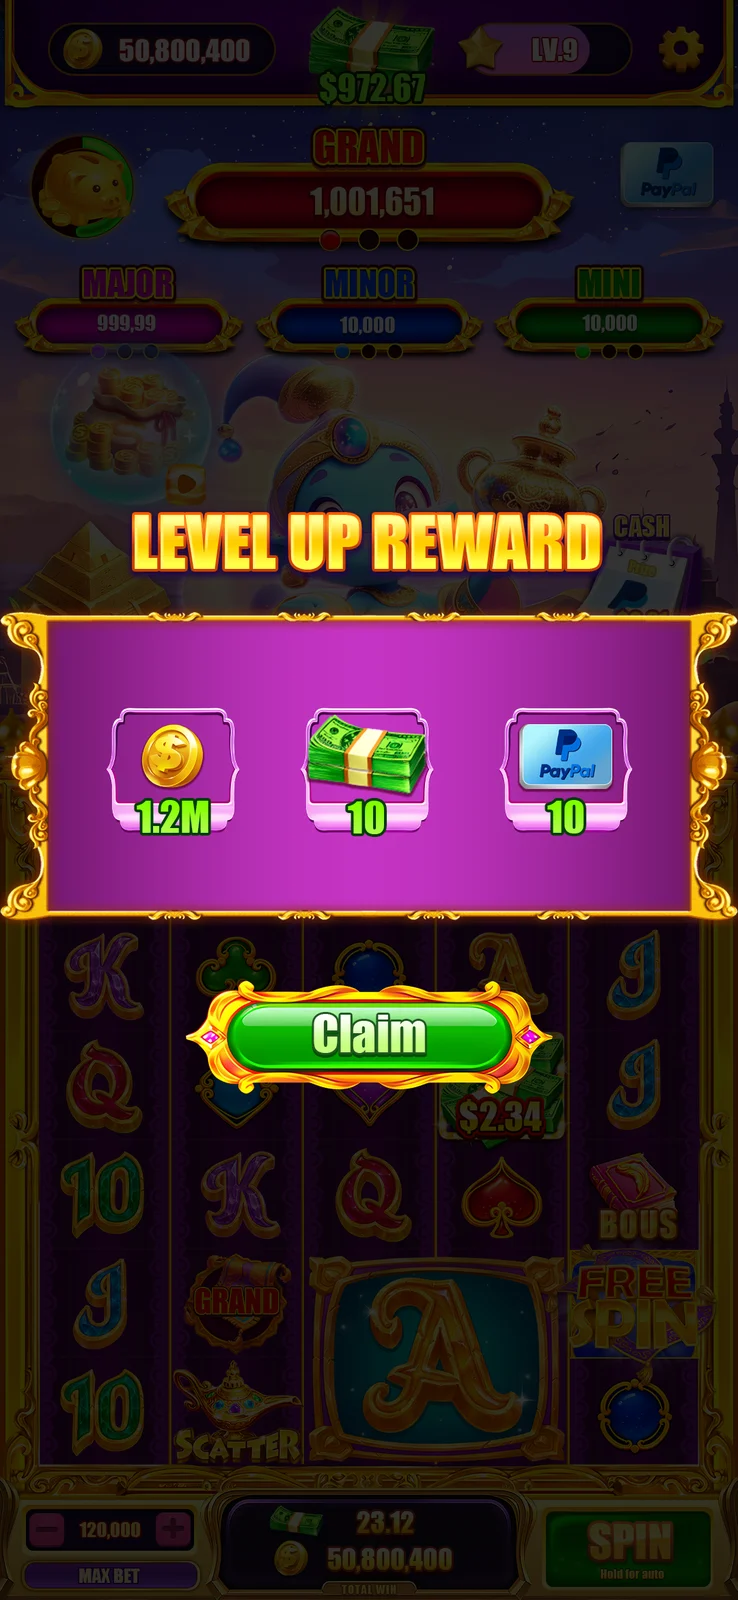 50,800,400
LV.9
$972.67
GRAND
1,001,651
PayPal
MAJOR
MINOR
MINI
999,99
10,000
10,000
LEVEL UP REWARD
CASH
PayPal
1.2M
10
10
K
A
J
Claim
Q
$2.34
J
10
K
Q
BOUS
J
GRAND
A
FREE
SPIN
10
SCATTER
120,000
MAX BET
23.12
50,800,400
TOTAL WIN
SPIN
Hold for auto